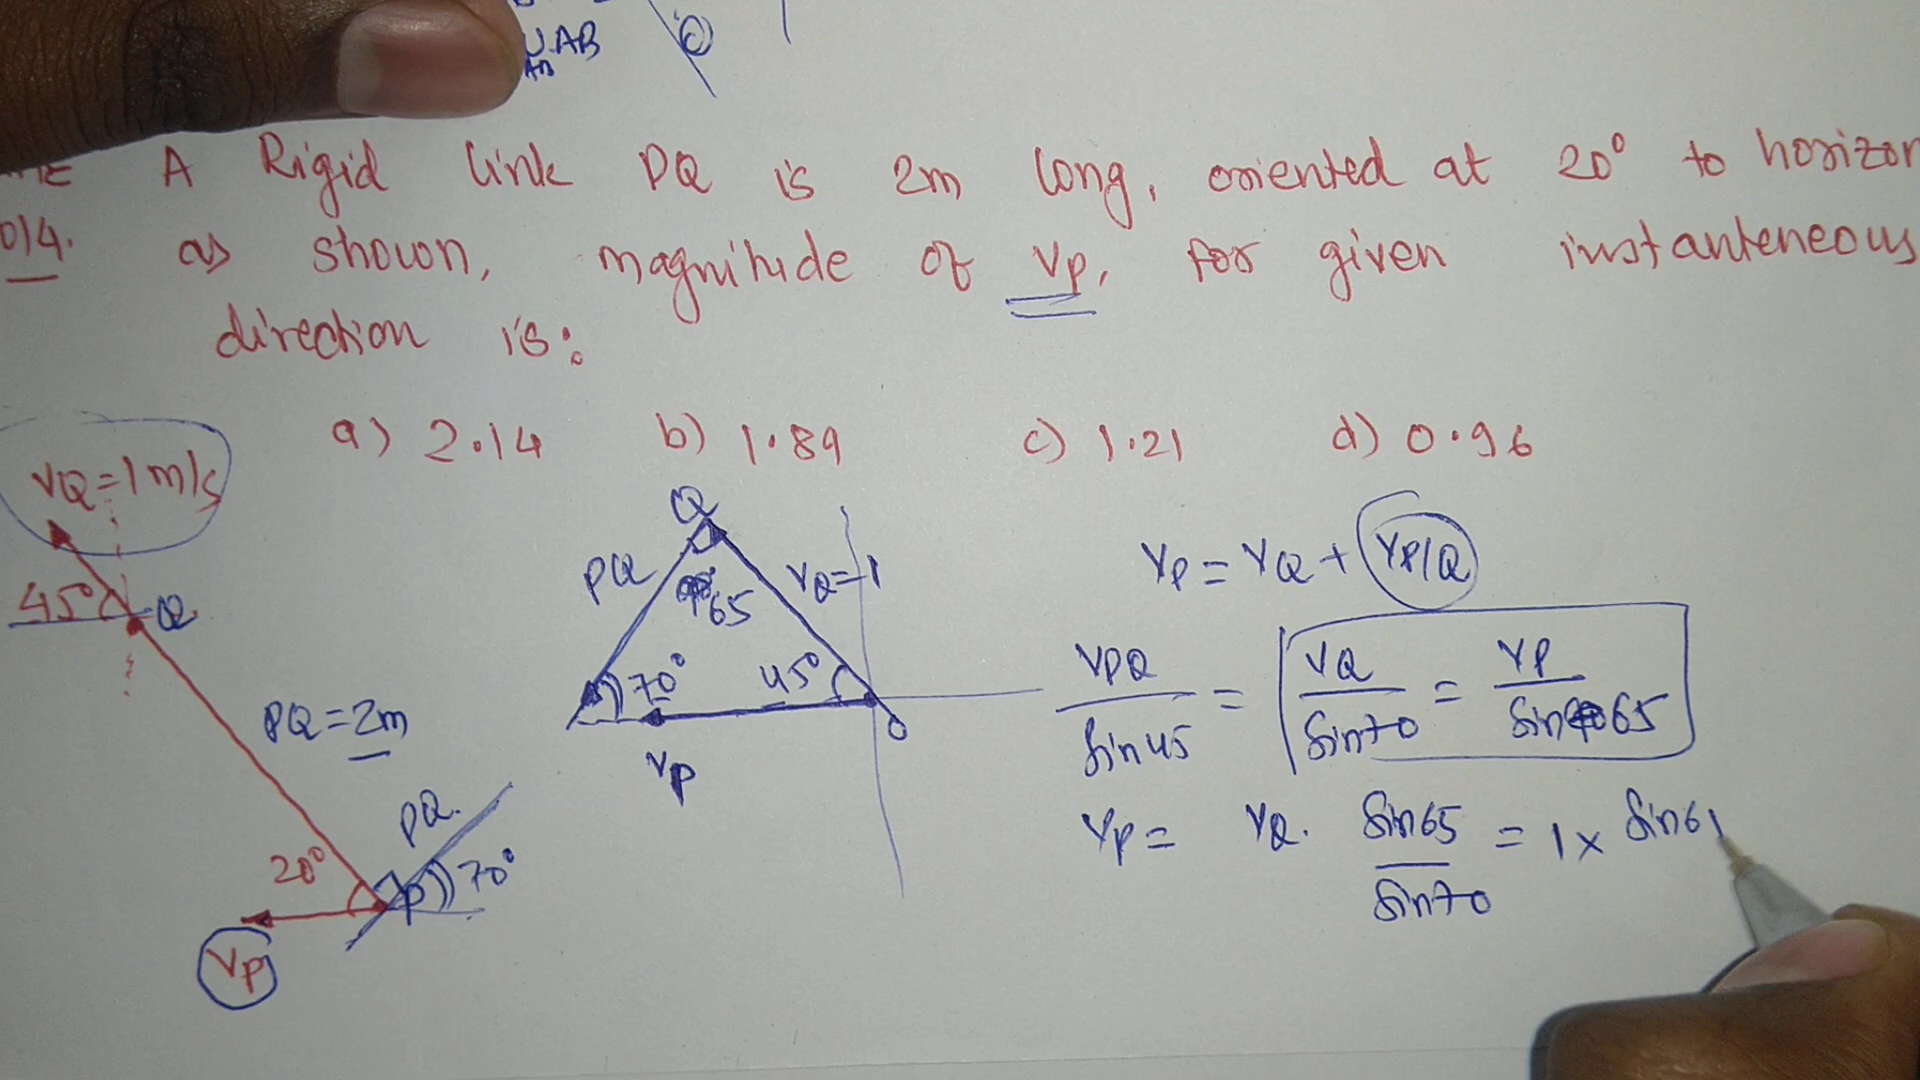 U.AB
AB
A Rigid link PQ is 2m long, oriented at 20° to horizon
014. as shown, magnitude of VP, for given instanteneous
direction is:
a) 2.14 b) 1.89 c) 1.21 d) 0.96
VQ=1m/s
45° Q
PQ=2m
PQ.
20° P 70°
VP
Q
PQ VQ=1
65
70° 45°
VP O
VP = VQ + VP/Q
VPQ/Sin45 = VQ/Sin70 = VP/Sin65
VP = VQ. Sin65/Sin70 = 1 × Sin6